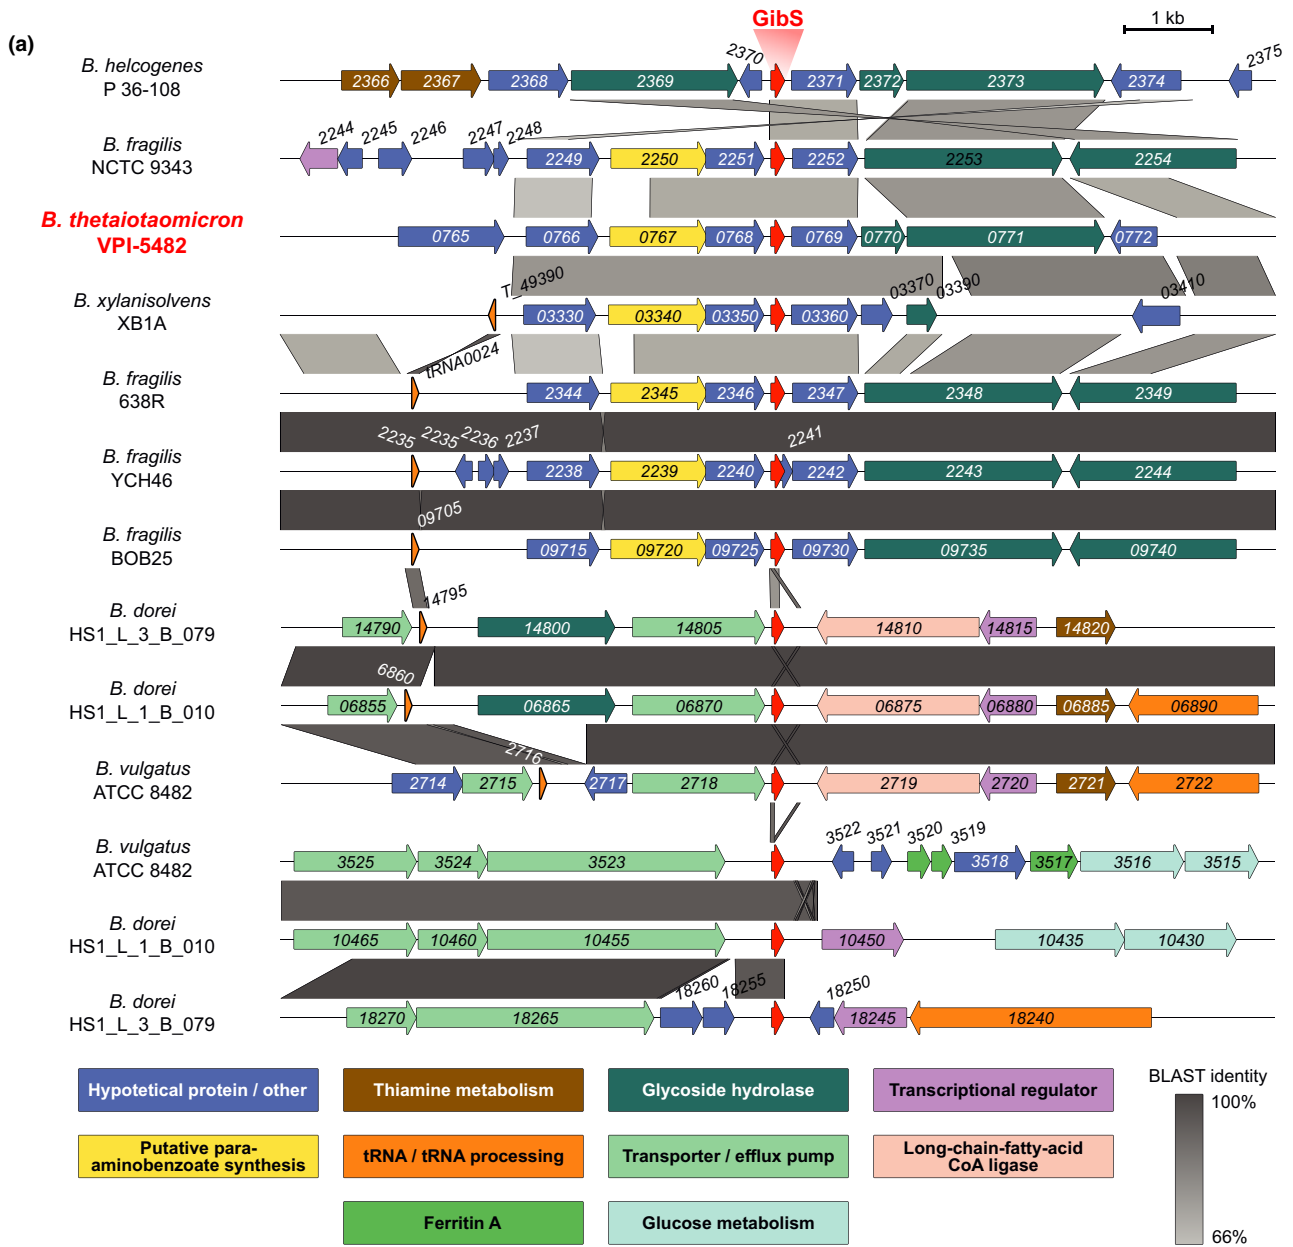 (a)
GibS
1 kb
B. helcogenes
P 36-108
2366 2367 2368 2369 2370 2371 2372 2373 2374 2375
B. fragilis
NCTC 9343
2244 2245 2246 2247 2248 2249 2250 2251 2252 2253 2254
B. thetaiotaomicron
VPI-5482
0765 0766 0767 0768 0769 0770 0771 0772
B. xylanisolvens
XB1A
T_49390 03330 03340 03350 03360 03370 03390 03410
B. fragilis
638R
tRNA0024 2344 2345 2346 2347 2348 2349
B. fragilis
YCH46
2235 2235 2236 2237 2238 2239 2240 2241 2242 2243 2244
B. fragilis
BOB25
09705 09715 09720 09725 09730 09735 09740
B. dorei
HS1_L_3_B_079
14790 14795 14800 14805 14810 14815 14820
B. dorei
HS1_L_1_B_010
06855 6860 06865 06870 06875 06880 06885 06890
B. vulgatus
ATCC 8482
2714 2715 2716 2717 2718 2719 2720 2721 2722
B. vulgatus
ATCC 8482
3525 3524 3523 3522 3521 3520 3519 3518 3517 3516 3515
B. dorei
HS1_L_1_B_010
10465 10460 10455 10450 10435 10430
B. dorei
HS1_L_3_B_079
18270 18265 18260 18255 18250 18245 18240
Hypotetical protein / other
Thiamine metabolism
Glycoside hydrolase
Transcriptional regulator
Putative para-
aminobenzoate synthesis
tRNA / tRNA processing
Transporter / efflux pump
Long-chain-fatty-acid
CoA ligase
Ferritin A
Glucose metabolism
BLAST identity
100%
66%